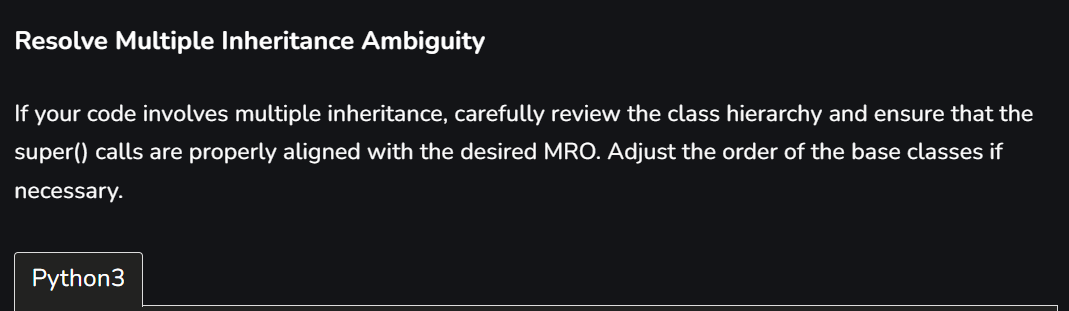 Resolve Multiple Inheritance Ambiguity
If your code involves multiple inheritance, carefully review the class hierarchy and ensure that the
super() calls are properly aligned with the desired MRO. Adjust the order of the base classes if
necessary.
Python3